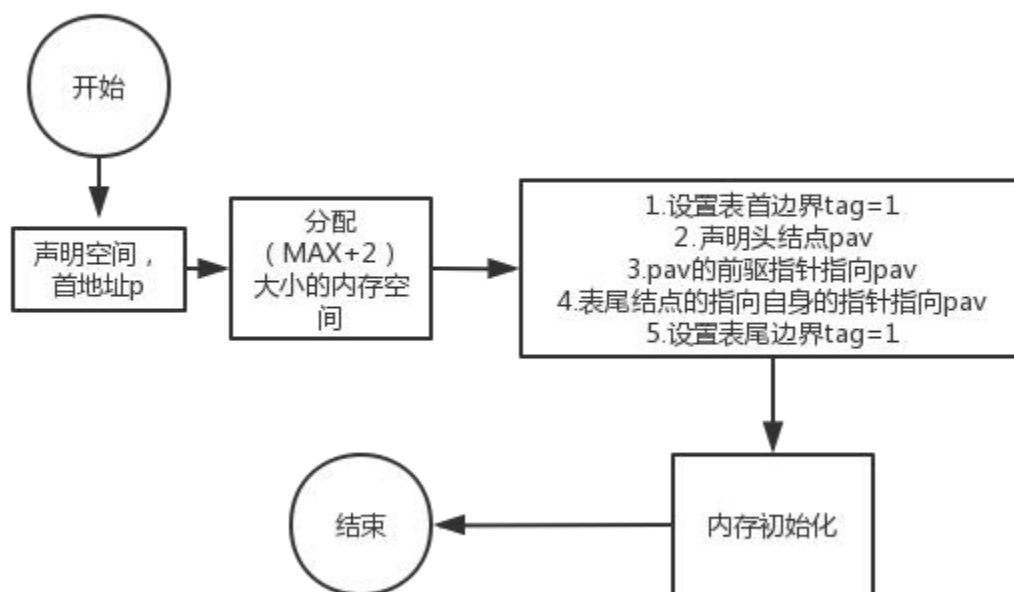 开始
声明空间，
首地址p
分配
（MAX+2）
大小的内存空
间
1.设置表首边界tag=1
2.声明头结点pav
3.pav的前驱指针指向pav
4.表尾结点的指向自身的指针指向pav
5.设置表尾边界tag=1
内存初始化
结束